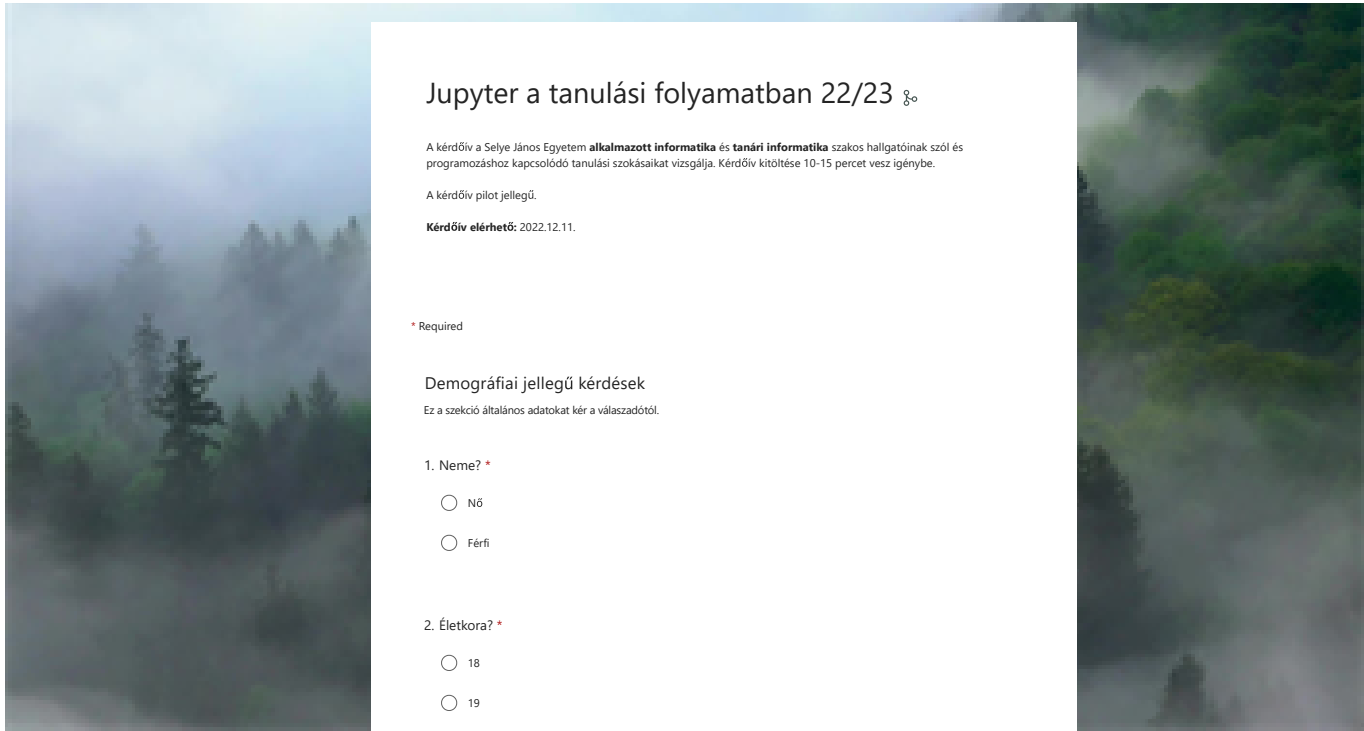 Jupyter a tanulási folyamatban 22/23
A kérdőív a Selye János Egyetem alkalmazott informatika és tanári informatika szakos hallgatóinak szól és
programozáshoz kapcsolódó tanulási szokásaikat vizsgálja. Kérdőív kitöltése 10-15 percet vesz igénybe.
A kérdőív pilot jellegű.
Kérdőív elérhető: 2022.12.11.
* Required
Demográfiai jellegű kérdések
Ez a szekció általános adatokat kér a válaszadótól.
1. Neme? *
Nő
Férfi
2. Életkora? *
18
19